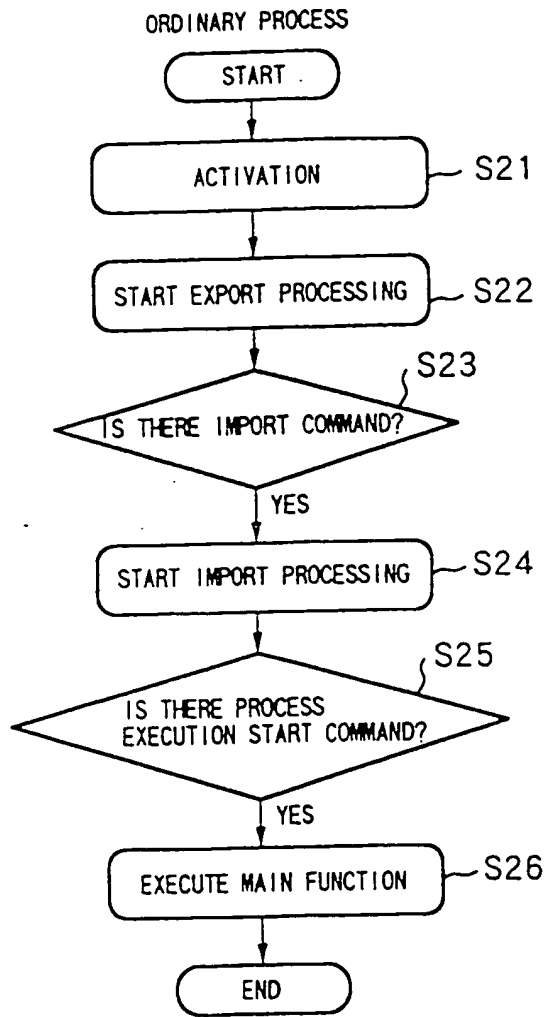 ORDINARY PROCESS
START
ACTIVATION
S21
START EXPORT PROCESSING
S22
S23
IS THERE IMPORT COMMAND?
YES
START IMPORT PROCESSING
S24
S25
IS THERE PROCESS
EXECUTION START COMMAND?
YES
EXECUTE MAIN FUNCTION
S26
END